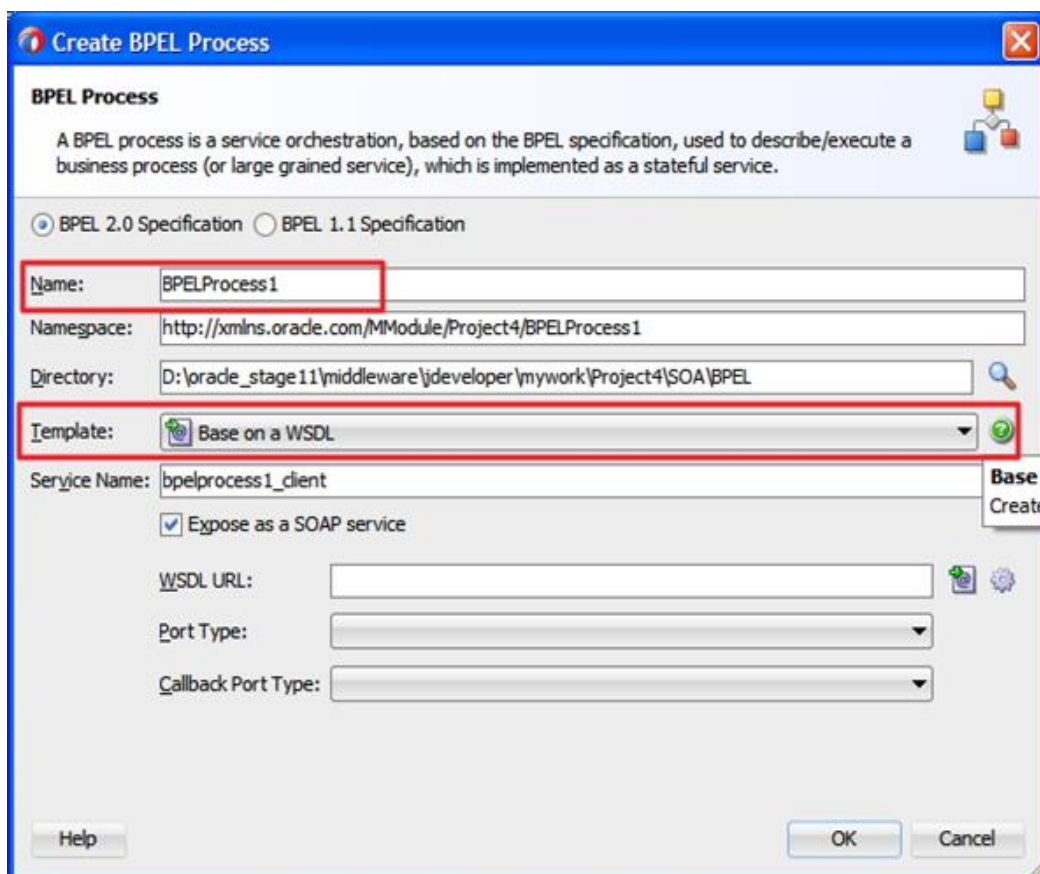 Create BPEL Process
BPEL Process
A BPEL process is a service orchestration, based on the BPEL specification, used to describe/execute a
business process (or large grained service), which is implemented as a stateful service.
BPEL 2.0 Specification BPEL 1.1 Specification
Name: BPELProcess1
Namespace: http://xmlns.oracle.com/MModule/Project4/BPELProcess1
Directory: D:\oracle_stage11\middleware\jdeveloper\mywork\Project4\SOA\BPEL
Template: Base on a WSDL
Service Name: bpelprocess1_client
Base
Create
Expose as a SOAP service
WSDL URL:
Port Type:
Callback Port Type:
Help OK Cancel